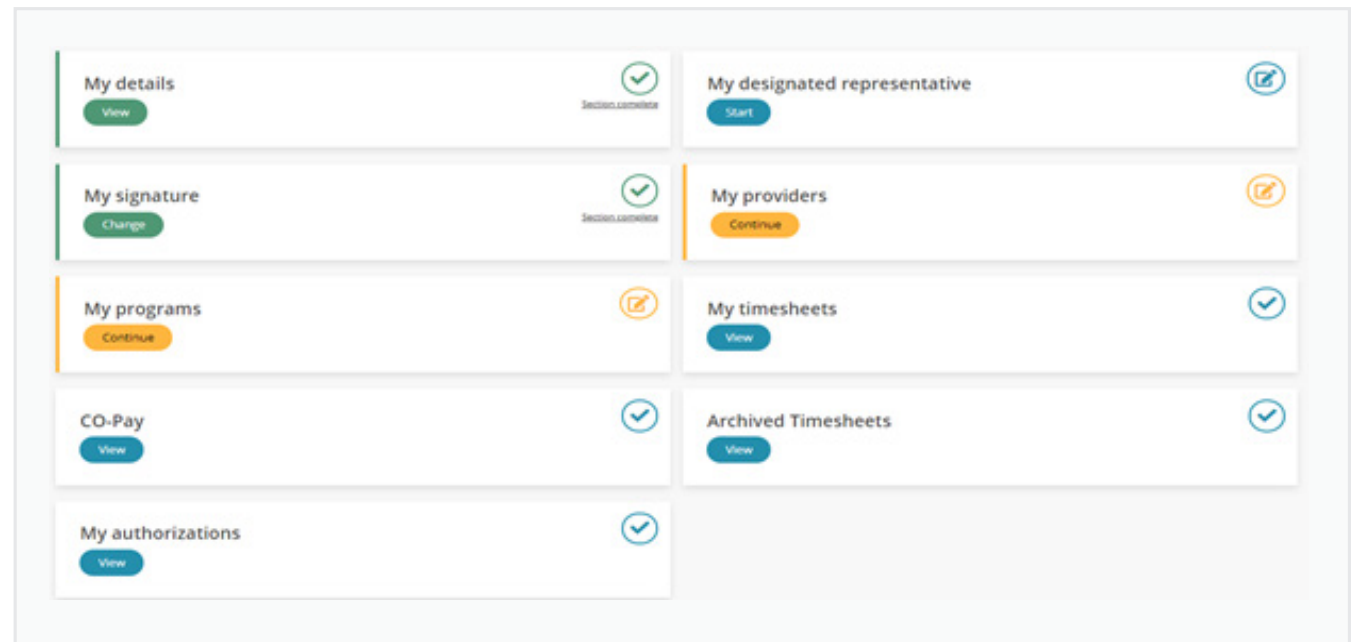 My details
View
Section complete
My designated representative
Start
My signature
Change
Section complete
My providers
Continue
My programs
Continue
My timesheets
View
CO-Pay
View
Archived Timesheets
View
My authorizations
View